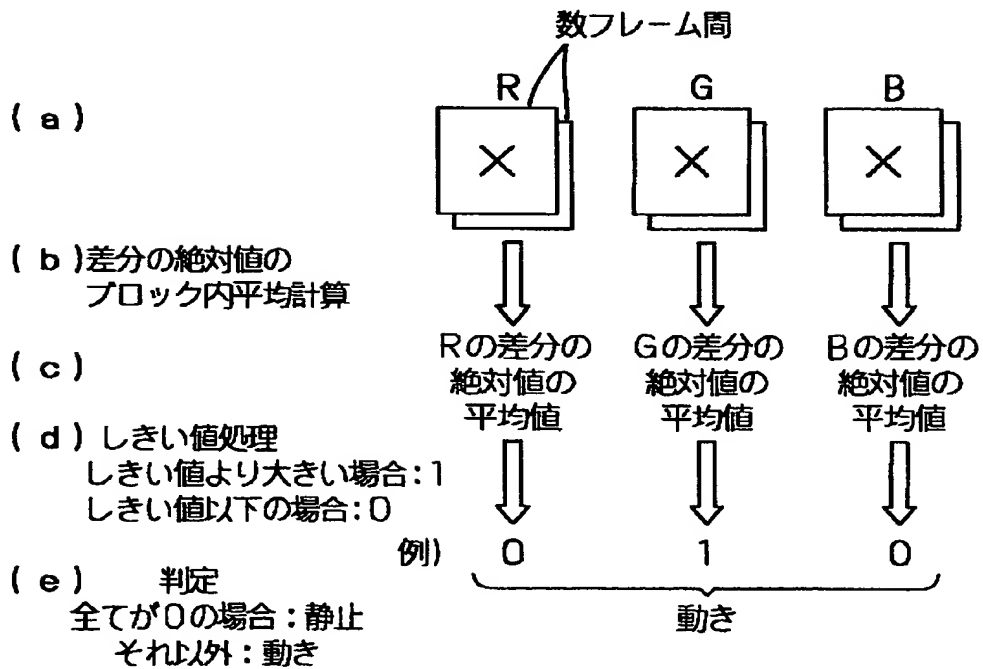 数フレーム間
R G B
( a )
( b )差分の絶対値の
ブロック内平均計算
( c )
Rの差分の Gの差分の Bの差分の
絶対値の 絶対値の 絶対値の
平均値 平均値 平均値
( d ) しきい値処理
しきい値より大きい場合:1
しきい値以下の場合:0
例) 0 1 0
( e ) 判定
全てが0の場合:静止
それ以外:動き
動き